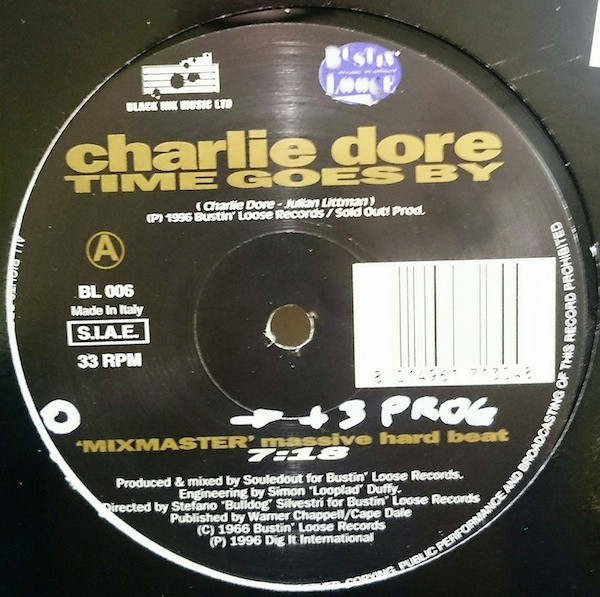 BLACK INK MUSIC LTD
BUSTIN'
LOOSE
charlie dore
TIME GOES BY
( Charlie Dore - Julian Littman )
(P) 1996 Bustin' Loose Records / Sold Out! Prod.
A
BL 006
Made in Italy
S.I.A.E.
33 RPM
→ +3 PROG
'MIXMASTER' massive hard beat
7:18
Produced & mixed by Souledout for Bustin' Loose Records.
Engineering by Simon "Looplad" Duffy.
Directed by Stefano "Bulldog" Silvestri for Bustin' Loose Records
Published by Warner Chappell/Cape Dale
(C) 1966 Bustin' Loose Records
(P) 1996 Dig It International
COPYING, PUBLIC PERFORMANCE AND BROADCASTING OF THIS RECORD PROHIBITED